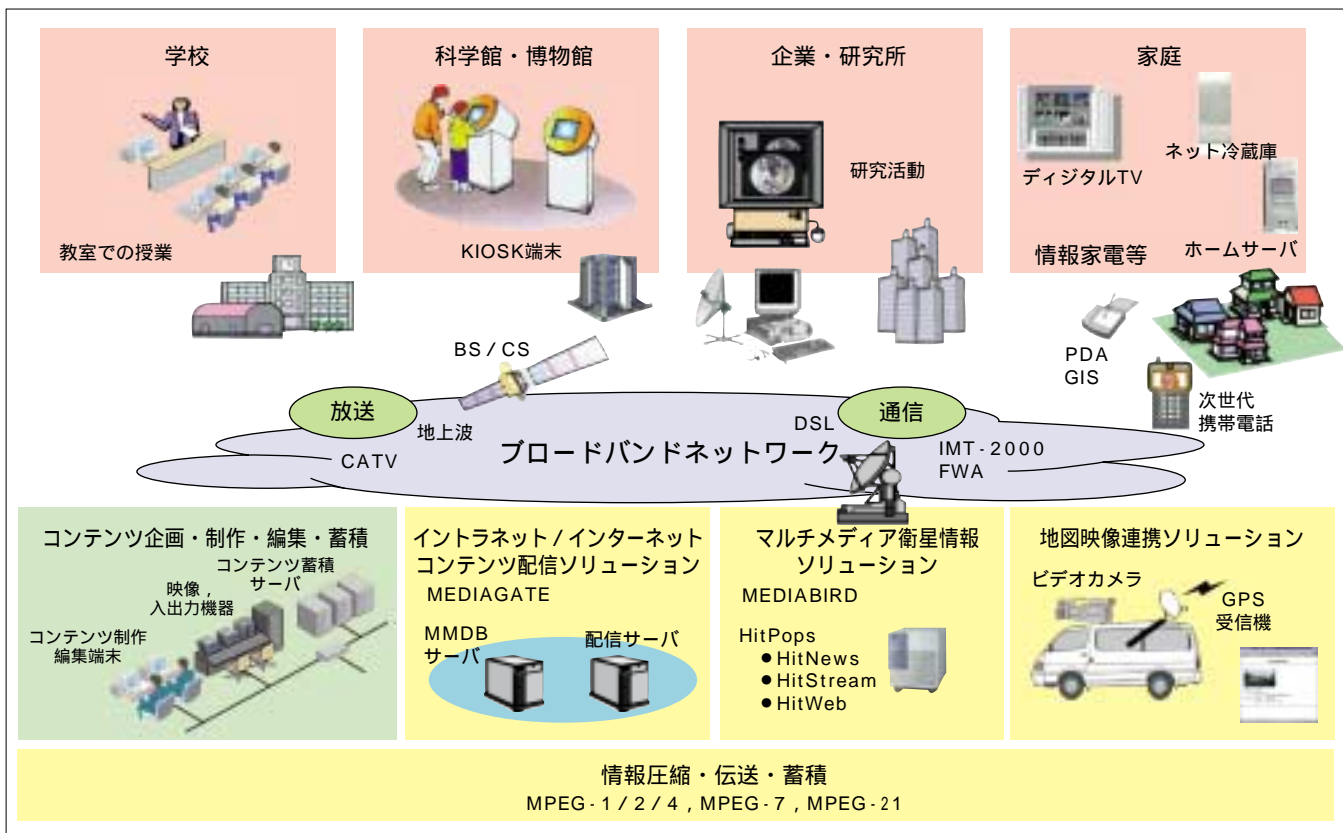 学校
教室での授業
科学館・博物館
KIOSK端末
企業・研究所
研究活動
家庭
ディジタルTV
ネット冷蔵庫
ホームサーバ
情報家電等
PDA
GIS
次世代
携帯電話
BS/CS
放送
地上波
CATV
ブロードバンドネットワーク
DSL
通信
IMT-2000
FWA
コンテンツ企画・制作・編集・蓄積
コンテンツ蓄積
サーバ
映像,
入出力機器
コンテンツ制作
編集端末
イントラネット/インターネット
コンテンツ配信ソリューション
MEDIAGATE
MMDB
サーバ
配信サーバ
マルチメディア衛星情報
ソリューション
MEDIABIRD
HitPops
●HitNews
●HitStream
●HitWeb
地図映像連携ソリューション
ビデオカメラ
GPS
受信機
情報圧縮・伝送・蓄積
MPEG-1/2/4,MPEG-7,MPEG-21